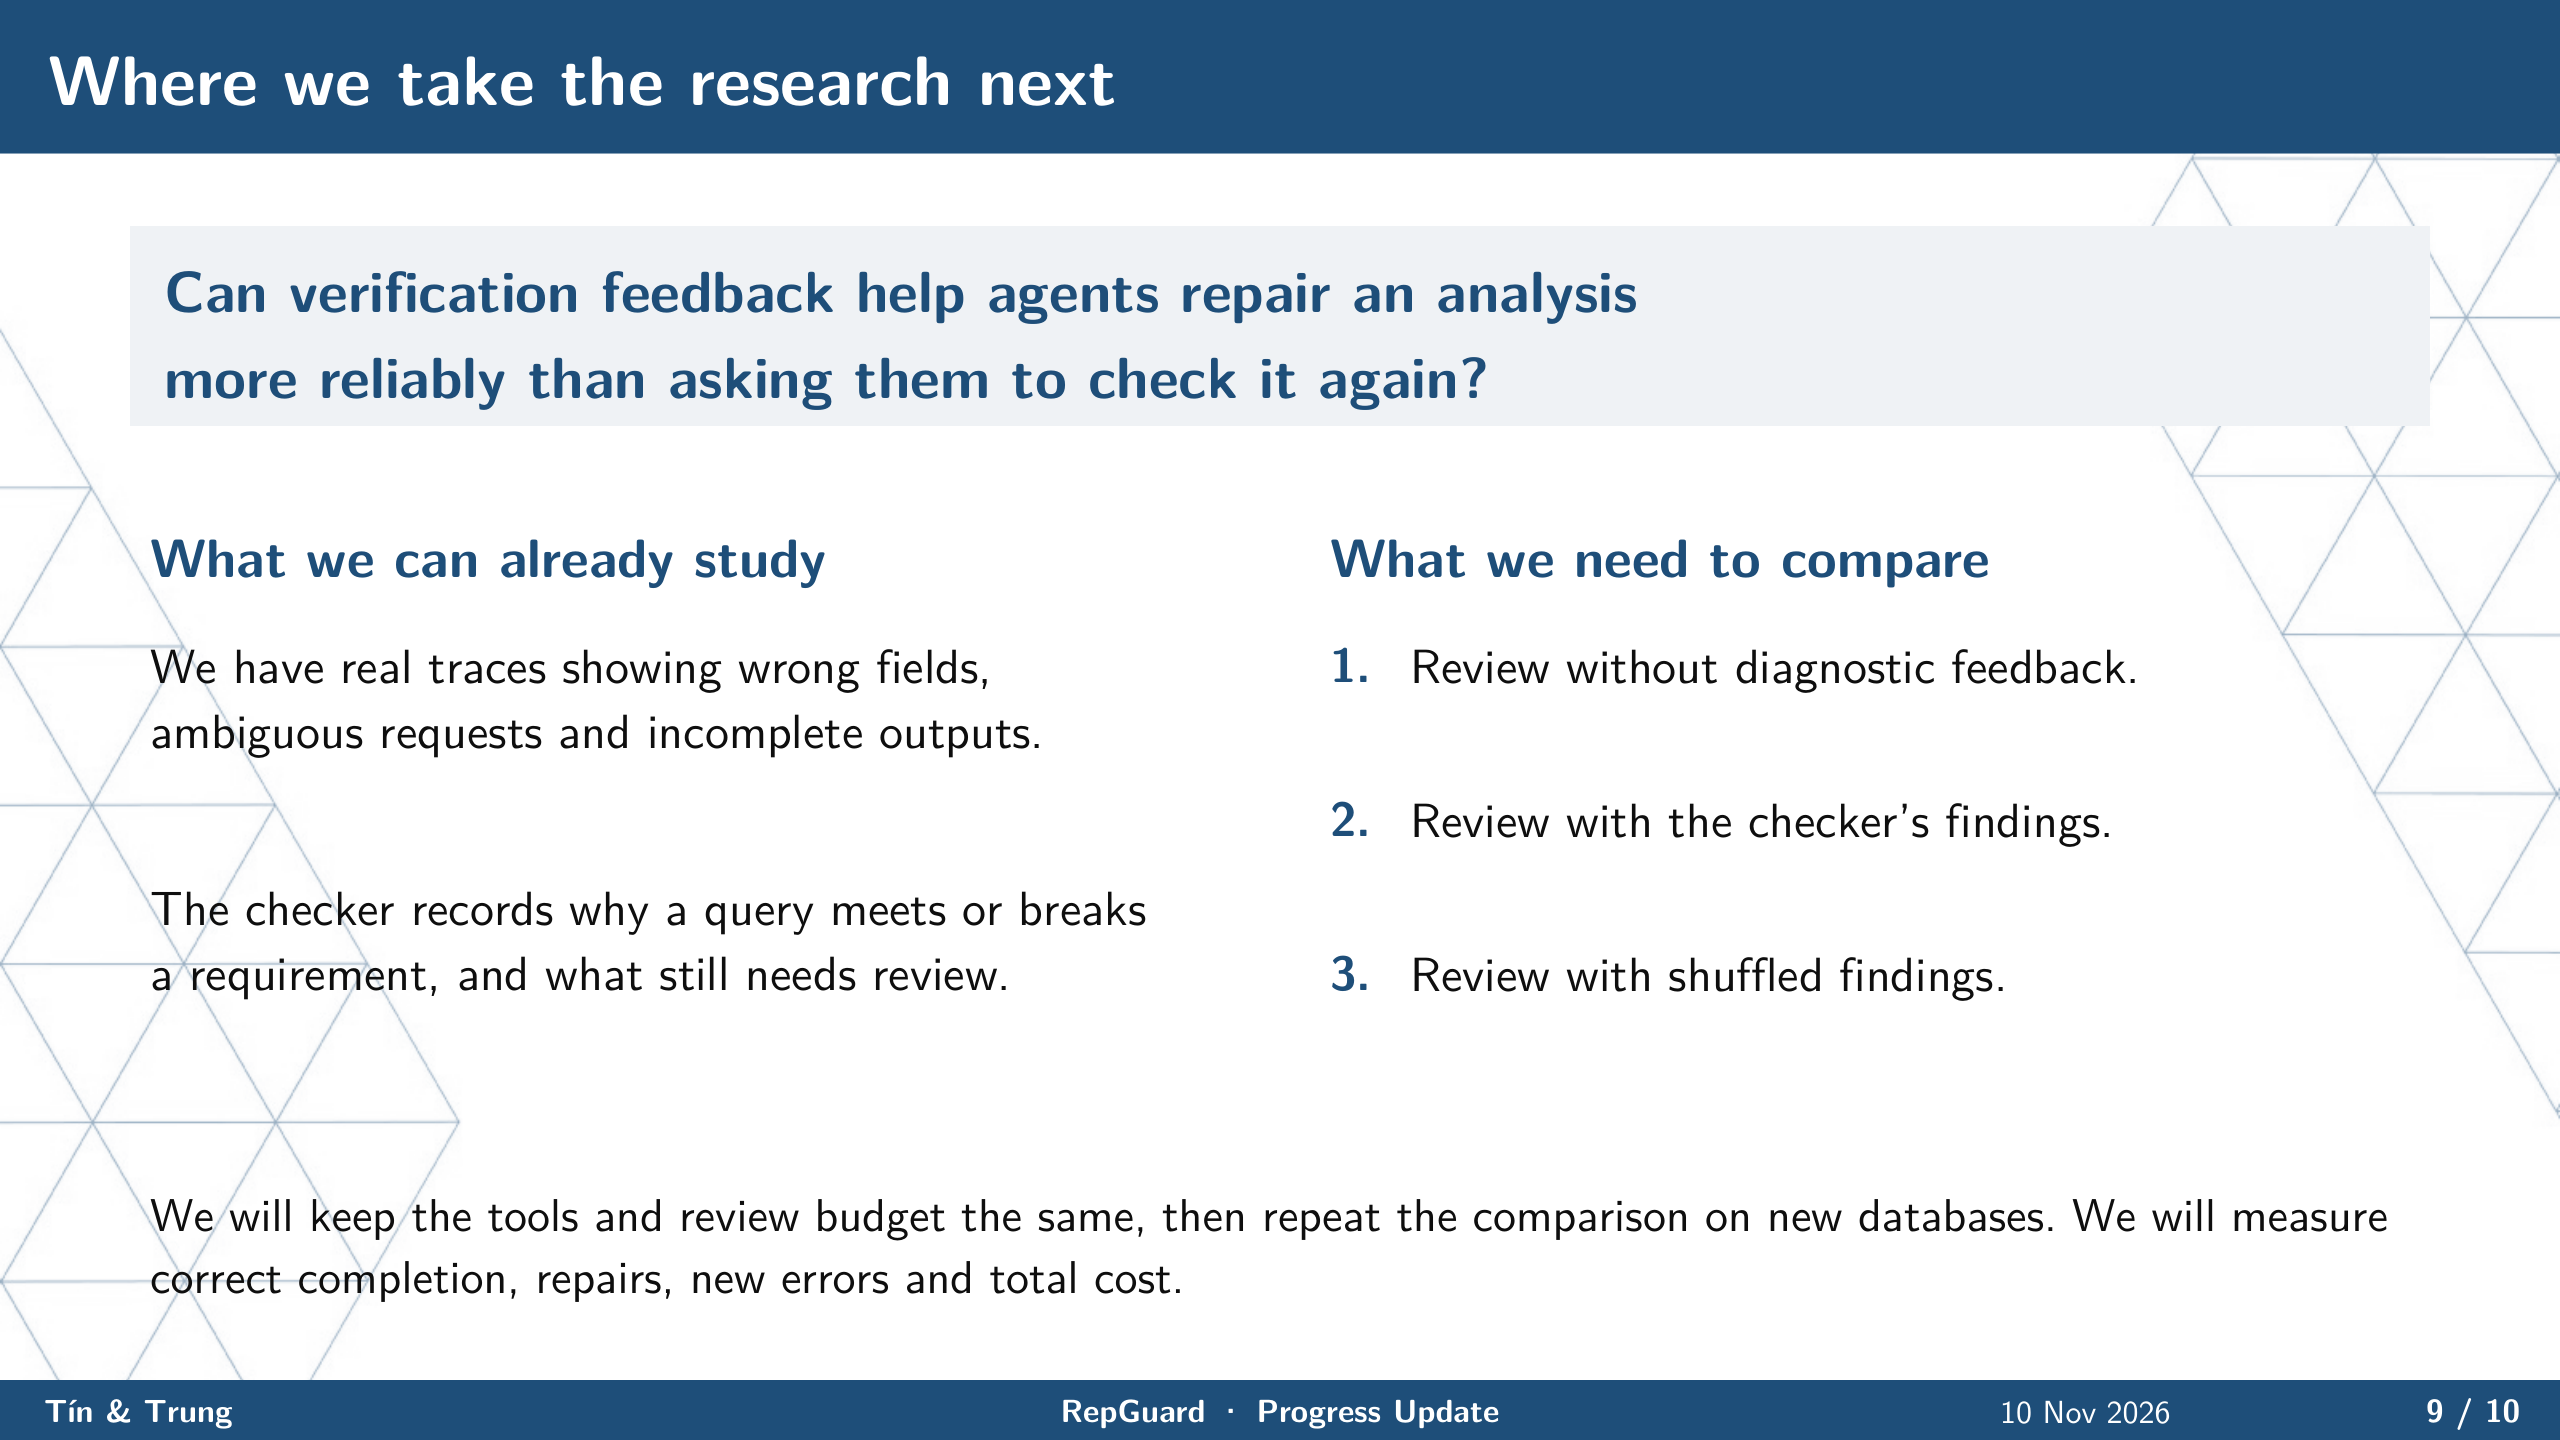 Where we take the research next
Can verification feedback help agents repair an analysis
more reliably than asking them to check it again?
What we can already study
We have real traces showing wrong fields,
ambiguous requests and incomplete outputs.
The checker records why a query meets or breaks
a requirement, and what still needs review.
What we need to compare
1. Review without diagnostic feedback.
2. Review with the checker’s findings.
3. Review with shuffled findings.
We will keep the tools and review budget the same, then repeat the comparison on new databases. We will measure
correct completion, repairs, new errors and total cost.
Tín & Trung
RepGuard · Progress Update
10 Nov 2026
9 / 10